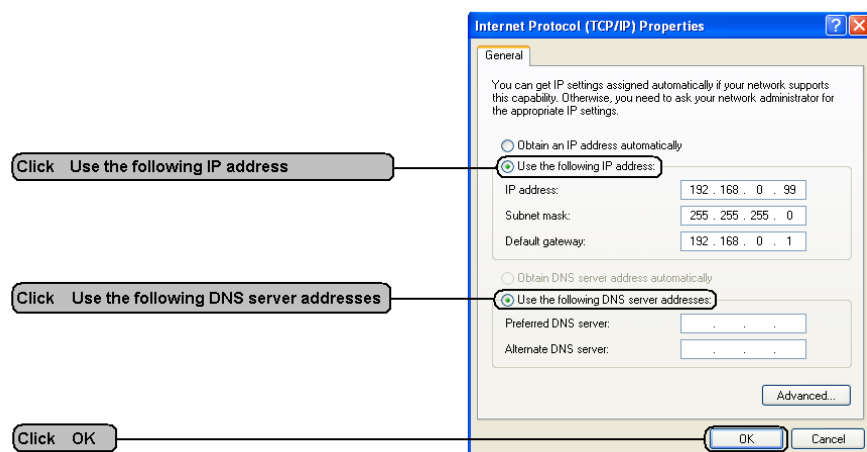 Internet Protocol (TCP/IP) Properties
General
You can get IP settings assigned automatically if your network supports
this capability. Otherwise, you need to ask your network administrator for
the appropriate IP settings.
Obtain an IP address automatically
Click Use the following IP address
Use the following IP address:
IP address: 192 . 168 . 0 . 99
Subnet mask: 255 . 255 . 255 . 0
Default gateway: 192 . 168 . 0 . 1
Obtain DNS server address automatically
Click Use the following DNS server addresses
Use the following DNS server addresses:
Preferred DNS server: . . .
Alternate DNS server: . . .
Advanced...
Click OK
OK Cancel